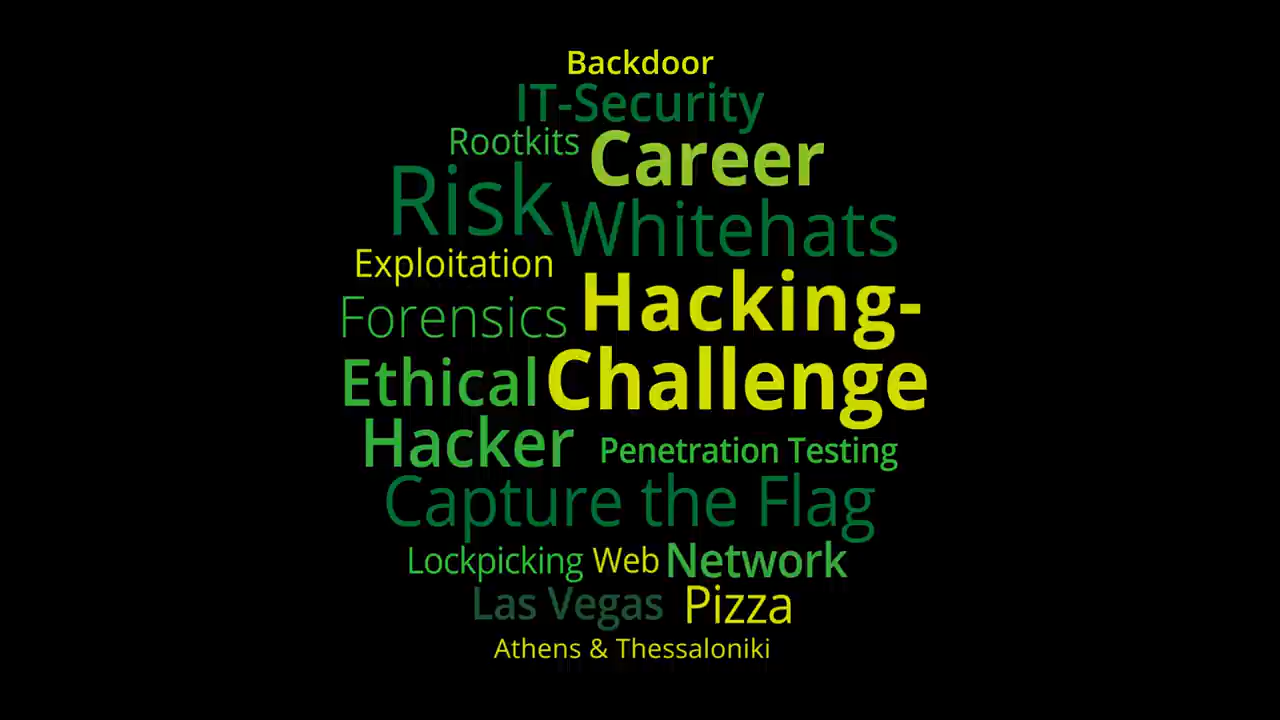 Backdoor
IT-Security
Rootkits
Career
Risk
Whitehats
Exploitation
Hacking-
Forensics
Challenge
Ethical
Hacker
Penetration Testing
Capture the Flag
Lockpicking
Web
Network
Las Vegas
Pizza
Athens & Thessaloniki